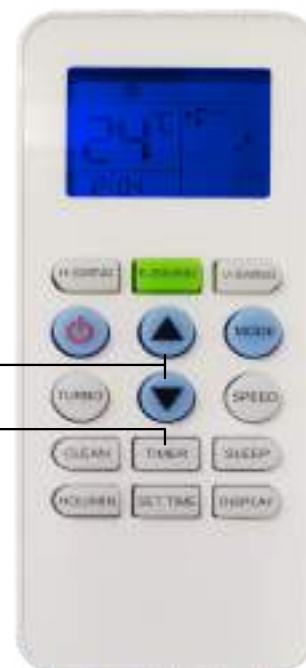 24°C
H-SWING V-SWING
MODE
TURBO SPEED
CLEAN TIMER SLEEP
SET TIME DISPLAY